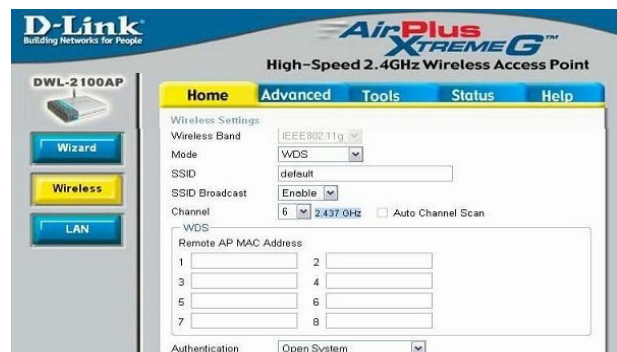 D-Link
Building Networks for People
AirPlus
XTREME G™
High-Speed 2.4GHz Wireless Access Point
DWL-2100AP
Home Advanced Tools Status Help
Wizard
Wireless
LAN
Wireless Settings
Wireless Band IEEE802.11g
Mode WDS
SSID default
SSID Broadcast Enable
Channel 6 2.437 GHz Auto Channel Scan
WDS
Remote AP MAC Address
1 2
3 4
5 6
7 8
Authentication Open System